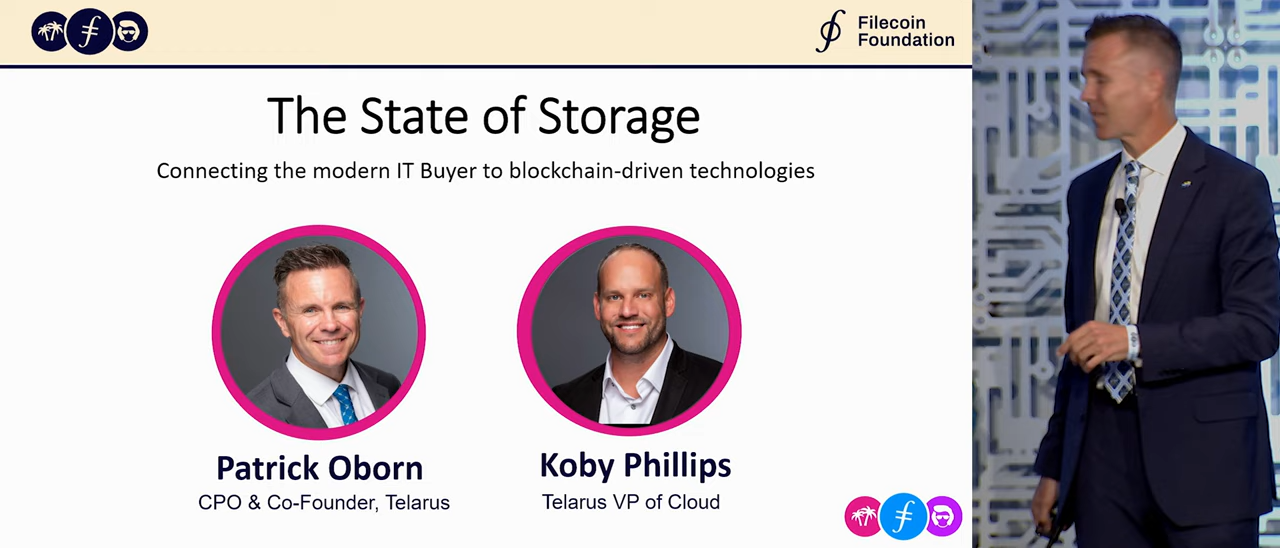 Filecoin
Foundation
The State of Storage
Connecting the modern IT Buyer to blockchain-driven technologies
Patrick Oborn
Koby Phillips
CPO & Co-Founder, Telarus
Telarus VP of Cloud